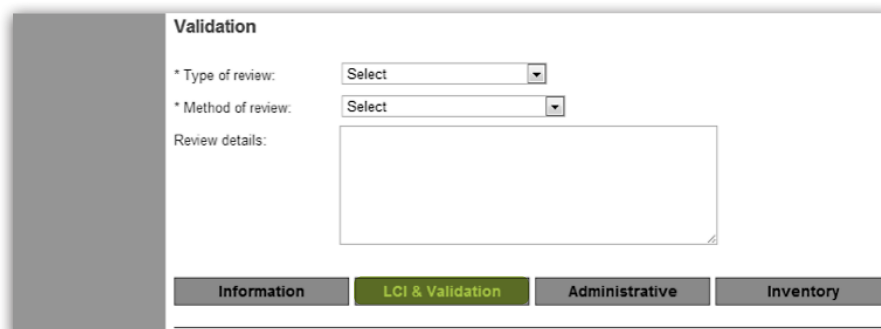 Validation
* Type of review: Select
* Method of review: Select
Review details:
Information LCI & Validation Administrative Inventory